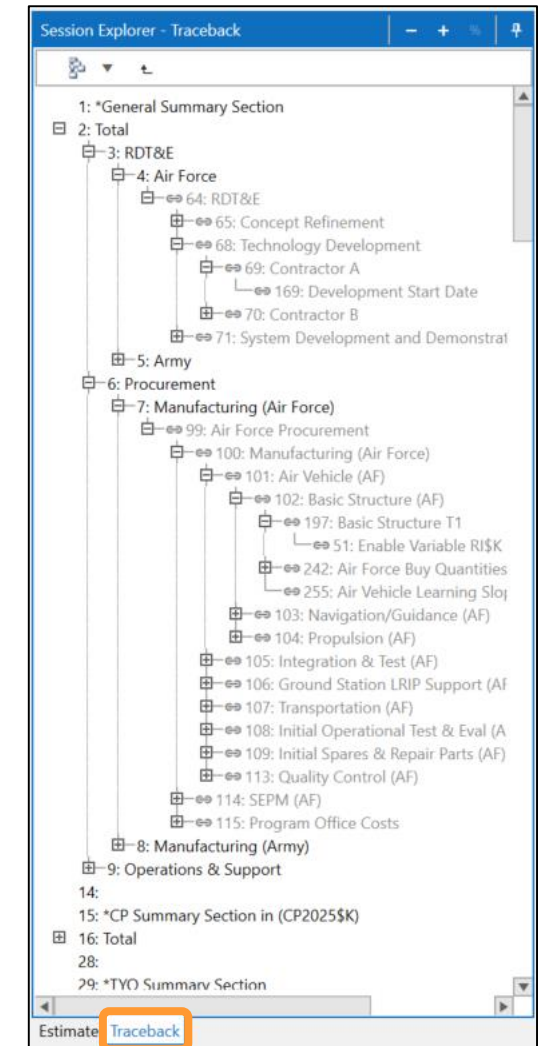 Session Explorer - Traceback
1: *General Summary Section
2: Total
3: RDT&E
4: Air Force
64: RDT&E
65: Concept Refinement
68: Technology Development
69: Contractor A
169: Development Start Date
70: Contractor B
71: System Development and Demonstrat
5: Army
6: Procurement
7: Manufacturing (Air Force)
99: Air Force Procurement
100: Manufacturing (Air Force)
101: Air Vehicle (AF)
102: Basic Structure (AF)
197: Basic Structure T1
51: Enable Variable RI$K
242: Air Force Buy Quantities
255: Air Vehicle Learning Slop
103: Navigation/Guidance (AF)
104: Propulsion (AF)
105: Integration & Test (AF)
106: Ground Station LRIP Support (AF
107: Transportation (AF)
108: Initial Operational Test & Eval (A
109: Initial Spares & Repair Parts (AF)
113: Quality Control (AF)
114: SEPM (AF)
115: Program Office Costs
8: Manufacturing (Army)
9: Operations & Support
14:
15: *CP Summary Section in (CP2025$K)
16: Total
28:
29: *TYO Summary Section
Estimate Traceback